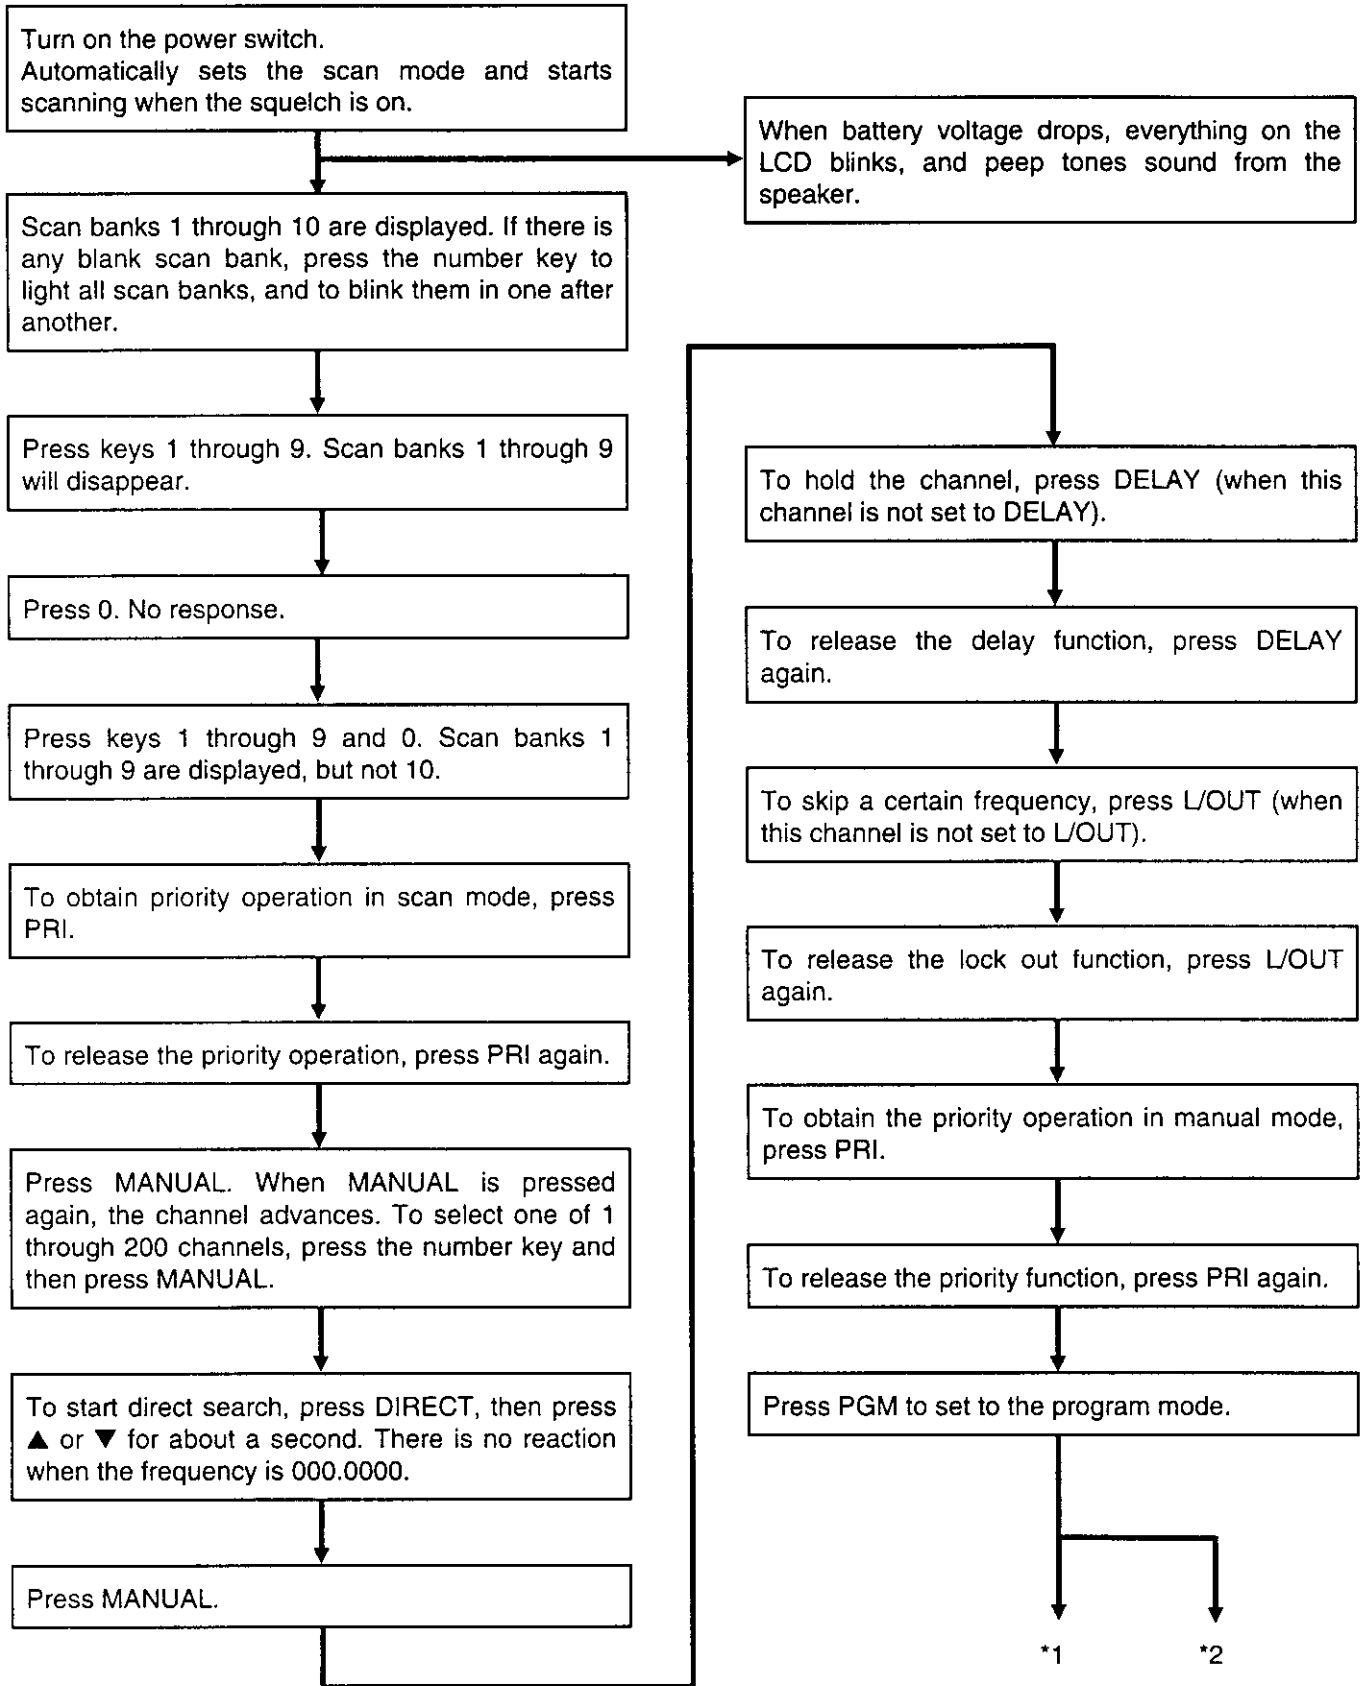 Turn on the power switch.
Automatically sets the scan mode and starts
scanning when the squelch is on.
When battery voltage drops, everything on the
LCD blinks, and peep tones sound from the
speaker.
Scan banks 1 through 10 are displayed. If there is
any blank scan bank, press the number key to
light all scan banks, and to blink them in one after
another.
Press keys 1 through 9. Scan banks 1 through 9
will disappear.
Press 0. No response.
Press keys 1 through 9 and 0. Scan banks 1
through 9 are displayed, but not 10.
To obtain priority operation in scan mode, press
PRI.
To release the priority operation, press PRI again.
Press MANUAL. When MANUAL is pressed
again, the channel advances. To select one of 1
through 200 channels, press the number key and
then press MANUAL.
To start direct search, press DIRECT, then press
▲ or ▼ for about a second. There is no reaction
when the frequency is 000.0000.
Press MANUAL.
To hold the channel, press DELAY (when this
channel is not set to DELAY).
To release the delay function, press DELAY
again.
To skip a certain frequency, press L/OUT (when
this channel is not set to L/OUT).
To release the lock out function, press L/OUT
again.
To obtain the priority operation in manual mode,
press PRI.
To release the priority function, press PRI again.
Press PGM to set to the program mode.
*1
*2